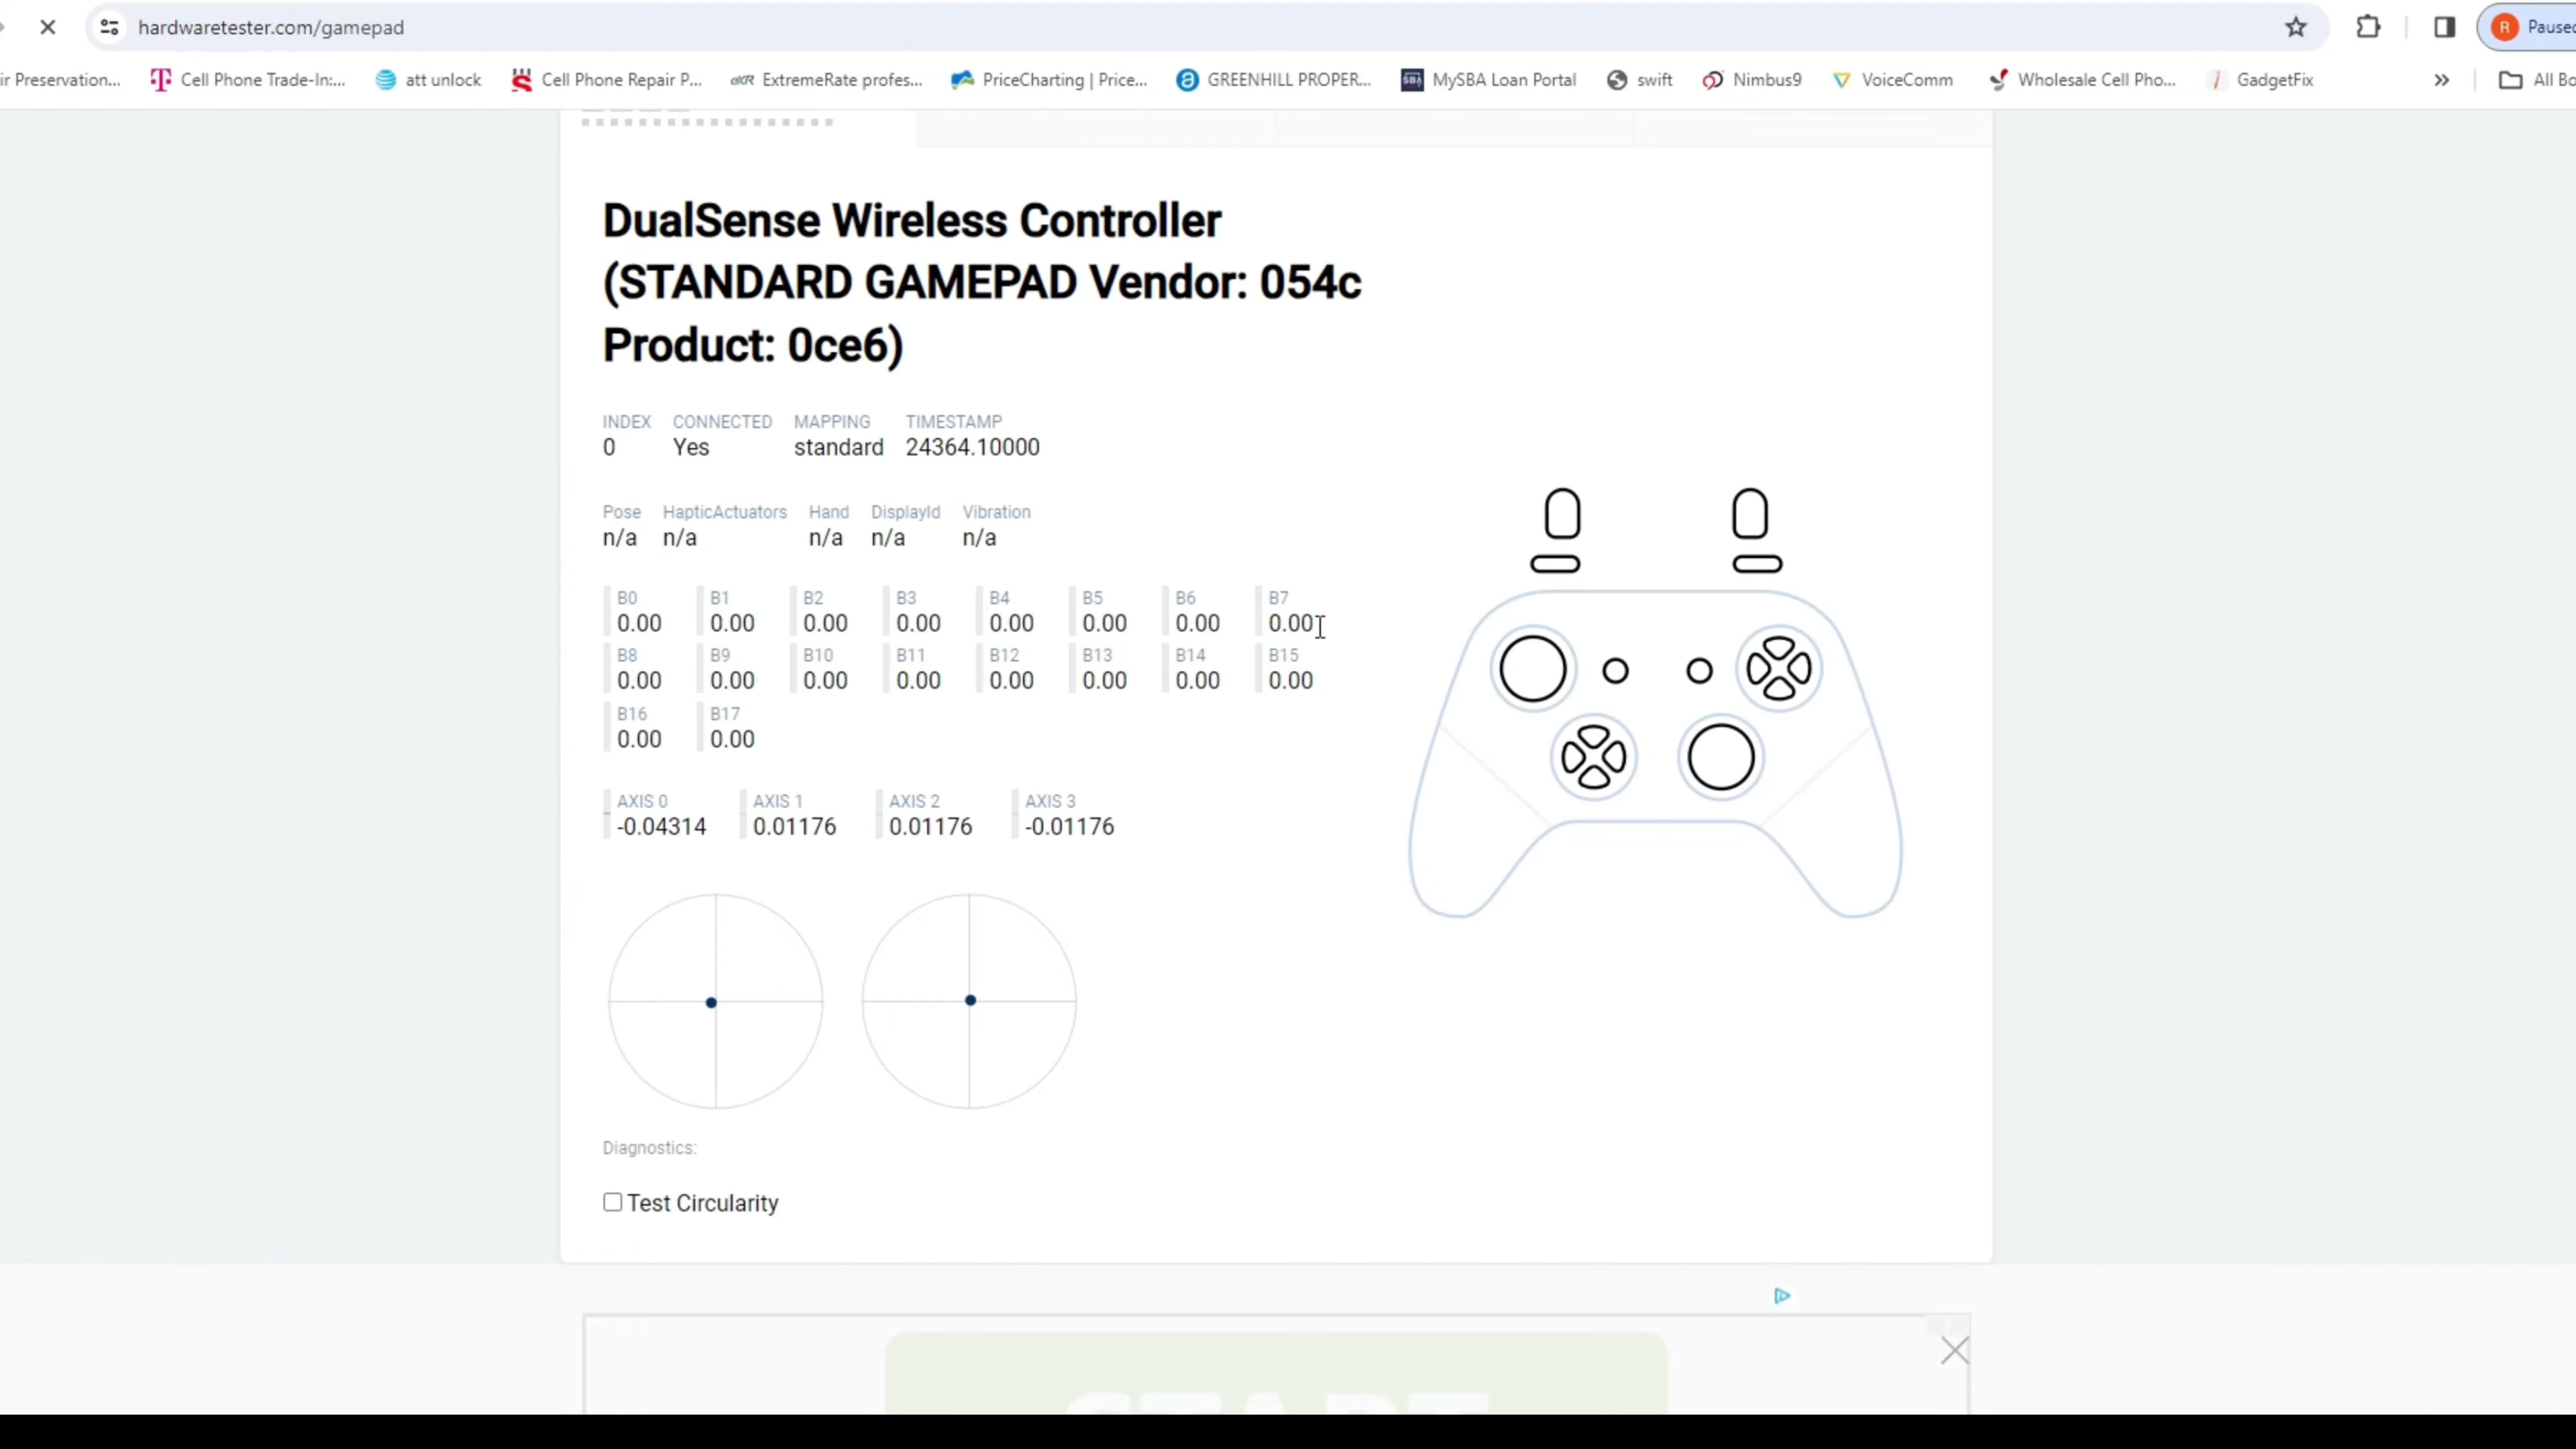 hardwaretester.com/gamepad
R Paused
ir Preservation... Cell Phone Trade-In:... att unlock Cell Phone Repair P... eXR ExtremeRate profes... PriceCharting | Price... GREENHILL PROPER... SBA MySBA Loan Portal swift Nimbus9 VoiceComm Wholesale Cell Pho... GadgetFix » All Bo
DualSense Wireless Controller
(STANDARD GAMEPAD Vendor: 054c
Product: 0ce6)
INDEX CONNECTED MAPPING TIMESTAMP
0 Yes standard 24364.10000
Pose HapticActuators Hand DisplayId Vibration
n/a n/a n/a n/a n/a
B0 B1 B2 B3 B4 B5 B6 B7
0.00 0.00 0.00 0.00 0.00 0.00 0.00 0.00
B8 B9 B10 B11 B12 B13 B14 B15
0.00 0.00 0.00 0.00 0.00 0.00 0.00 0.00
B16 B17
0.00 0.00
AXIS 0 AXIS 1 AXIS 2 AXIS 3
-0.04314 0.01176 0.01176 -0.01176
Diagnostics:
Test Circularity
START